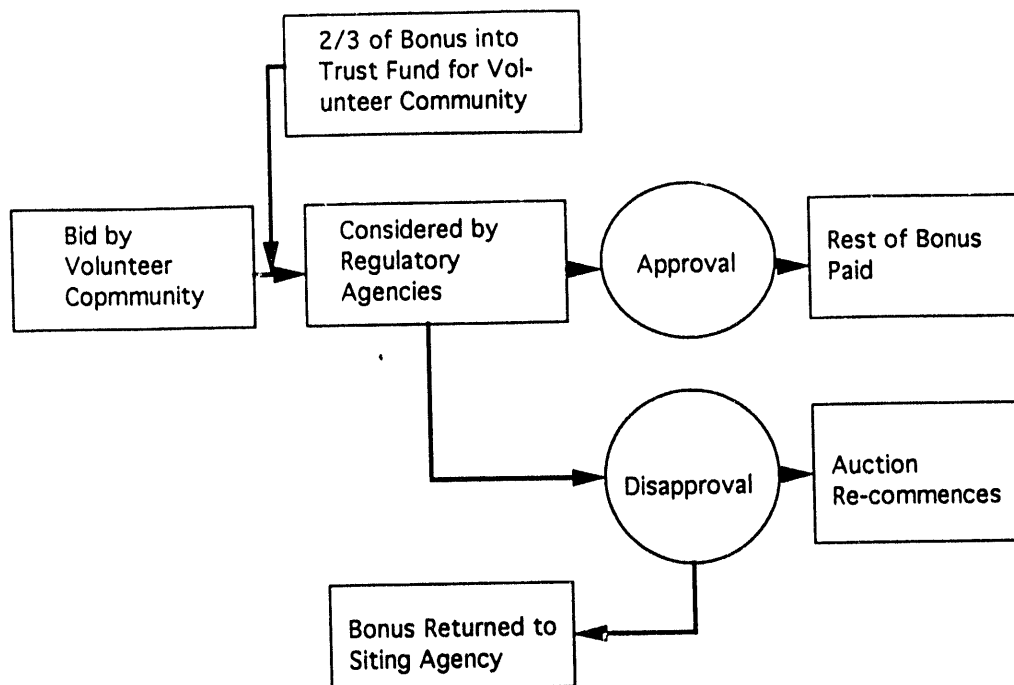 2/3 of Bonus into
Trust Fund for Vol-
unteer Community
Bid by
Volunteer
Copmmunity
Considered by
Regulatory
Agencies
Approval
Rest of Bonus
Paid
Disapproval
Auction
Re-commences
Bonus Returned to
Siting Agency